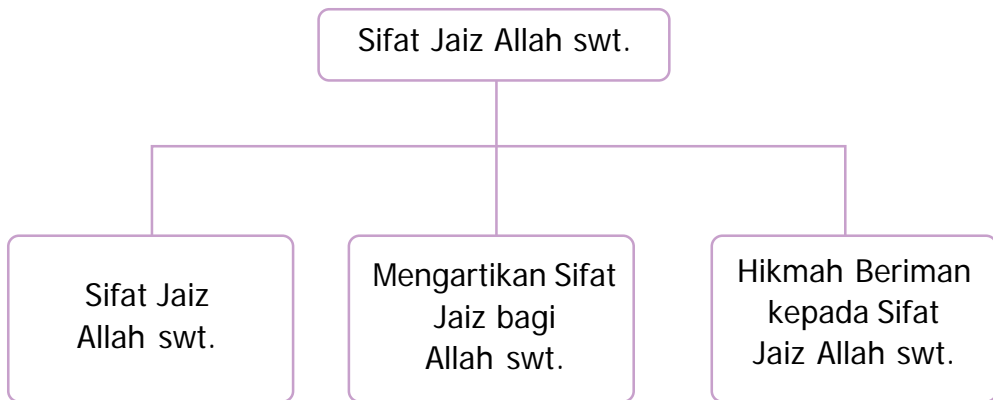 Sifat Jaiz Allah swt.
Sifat Jaiz
Allah swt.
Mengartikan Sifat
Jaiz bagi
Allah swt.
Hikmah Beriman
kepada Sifat
Jaiz Allah swt.